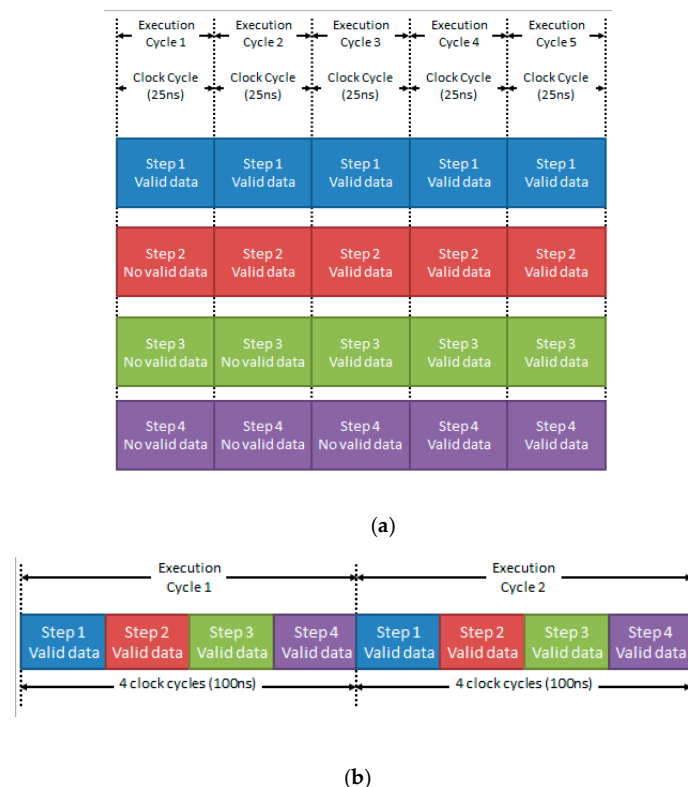 Execution Execution Execution Execution Execution
Cycle 1 Cycle 2 Cycle 3 Cycle 4 Cycle 5
Clock Cycle Clock Cycle Clock Cycle Clock Cycle Clock Cycle
(25ns) (25ns) (25ns) (25ns) (25ns)
Step 1 Step 1 Step 1 Step 1 Step 1
Valid data Valid data Valid data Valid data Valid data
Step 2 Step 2 Step 2 Step 2 Step 2
No valid data Valid data Valid data Valid data Valid data
Step 3 Step 3 Step 3 Step 3 Step 3
No valid data No valid data Valid data Valid data Valid data
Step 4 Step 4 Step 4 Step 4 Step 4
No valid data No valid data No valid data Valid data Valid data
(a)
Execution Execution
Cycle 1 Cycle 2
Step 1 Step 2 Step 3 Step 4 Step 1 Step 2 Step 3 Step 4
Valid data Valid data Valid data Valid data Valid data Valid data Valid data Valid data
4 clock cycles (100ns) 4 clock cycles (100ns)
(b)